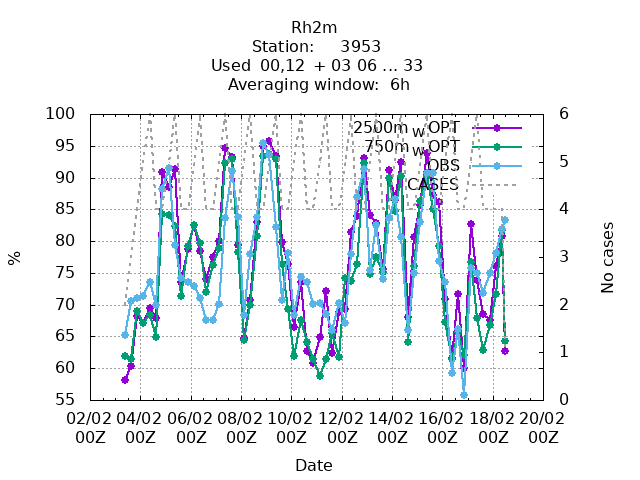 Rh2m
Station: 3953
Used 00,12 + 03 06 ... 33
Averaging window: 6h
100 6
2500m w OPT
95
750m w OPT
90 5
OBS
CASES
85 4
80
75 3
70
65 2
60 1
55 0
% No cases
02/02 04/02 06/02 08/02 10/02 12/02 14/02 16/02 18/02 20/02
00Z 00Z 00Z 00Z 00Z 00Z 00Z 00Z 00Z 00Z
Date